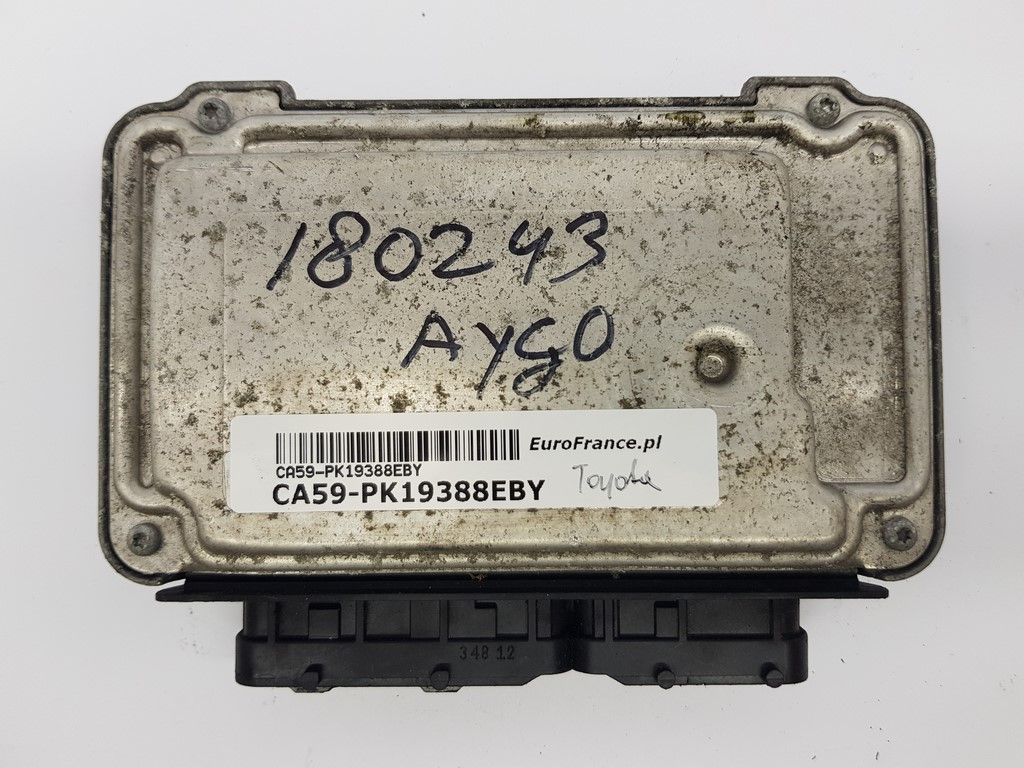 180243
AYGO
EuroFrance.pl
CA59-PK19388EBY
CA59-PK19388EBY
Toyota
348 12